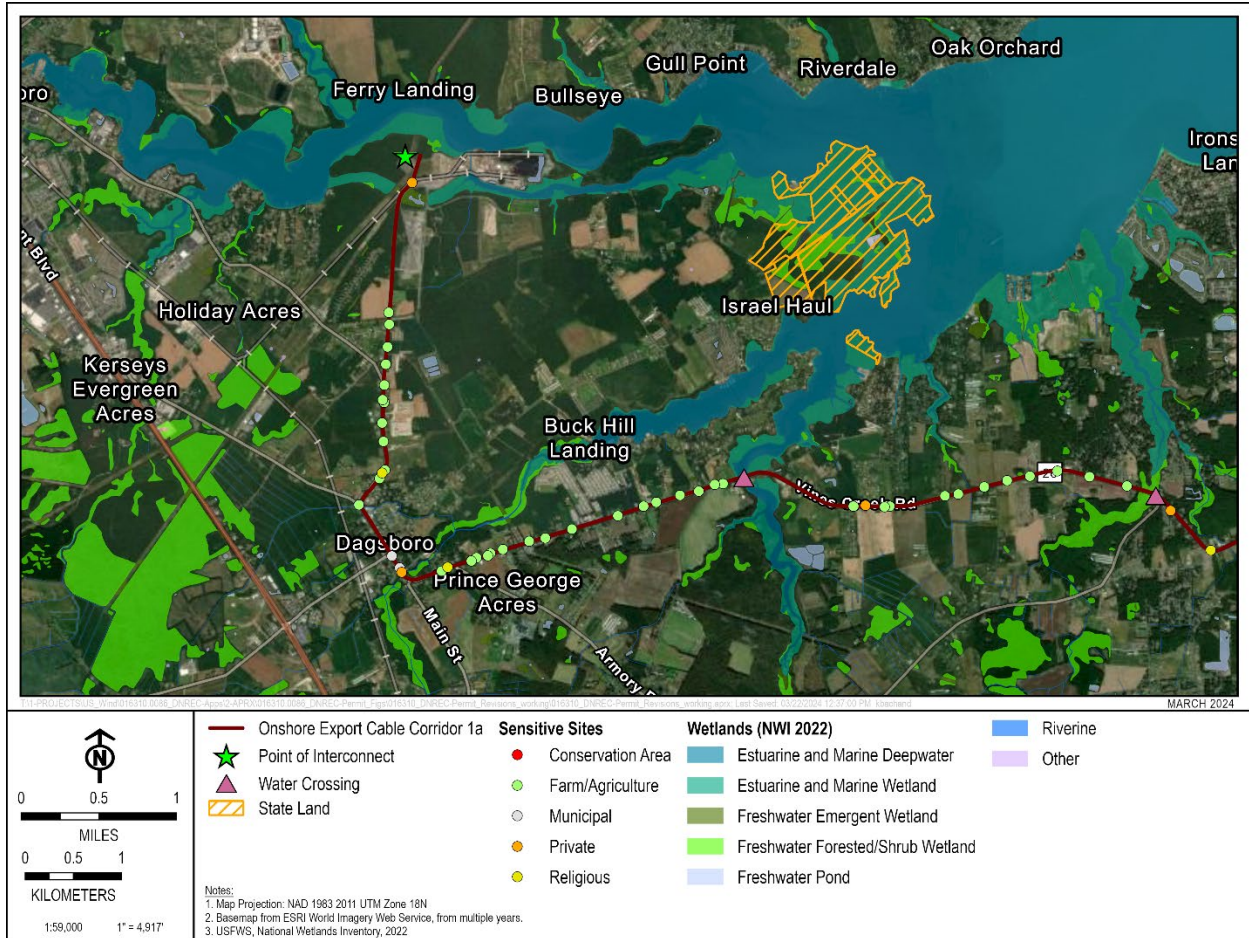 Oak Orchard
Gull Point
Riverdale
Ferry Landing
Bullseye
oro
Irons
Lan
nt Blvd
Israel Haul
Holiday Acres
Kerseys
Evergreen
Acres
Buck Hill
Landing
Vines Creek Rd
Dagsboro
Prince George
Acres
Main St
Armory
MARCH 2024
N
0 0.5 1
MILES
0 0.5 1
KILOMETERS
1:59,000 1" = 4,917'
Onshore Export Cable Corridor 1a
Point of Interconnect
Water Crossing
State Land
Sensitive Sites
Conservation Area
Farm/Agriculture
Municipal
Private
Religious
Wetlands (NWI 2022)
Estuarine and Marine Deepwater
Estuarine and Marine Wetland
Freshwater Emergent Wetland
Freshwater Forested/Shrub Wetland
Freshwater Pond
Riverine
Other
Notes:
1. Map Projection: NAD 1983 2011 UTM Zone 18N
2. Basemap from ESRI World Imagery Web Service, from multiple years.
3. USFWS, National Wetlands Inventory, 2022